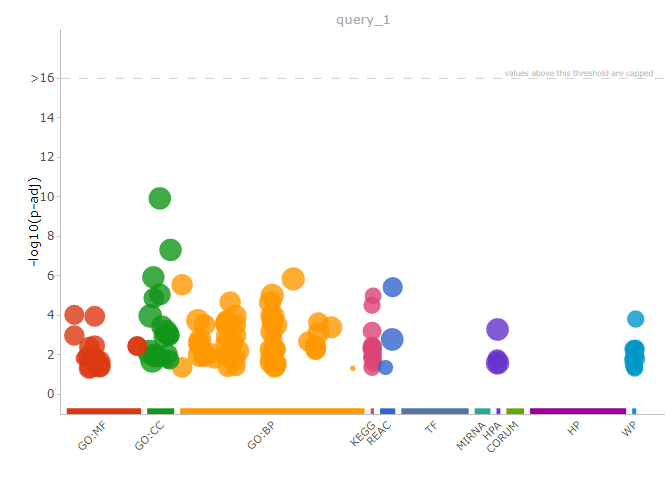 query_1
values above this threshold are capped
>16
14
12
10
8
6
4
2
0
-log10(p-adj)
GO:MF
GO:CC
GO:BP
KEGG
REAC
TF
MIRNA
HPA
CORUM
HP
WP